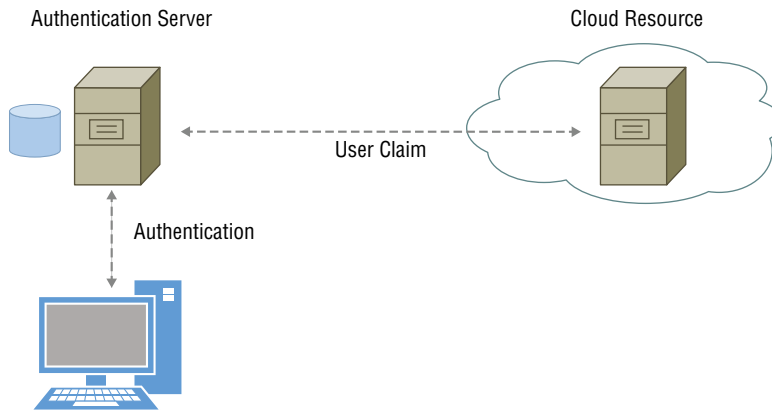 Authentication Server
Cloud Resource
User Claim
Authentication